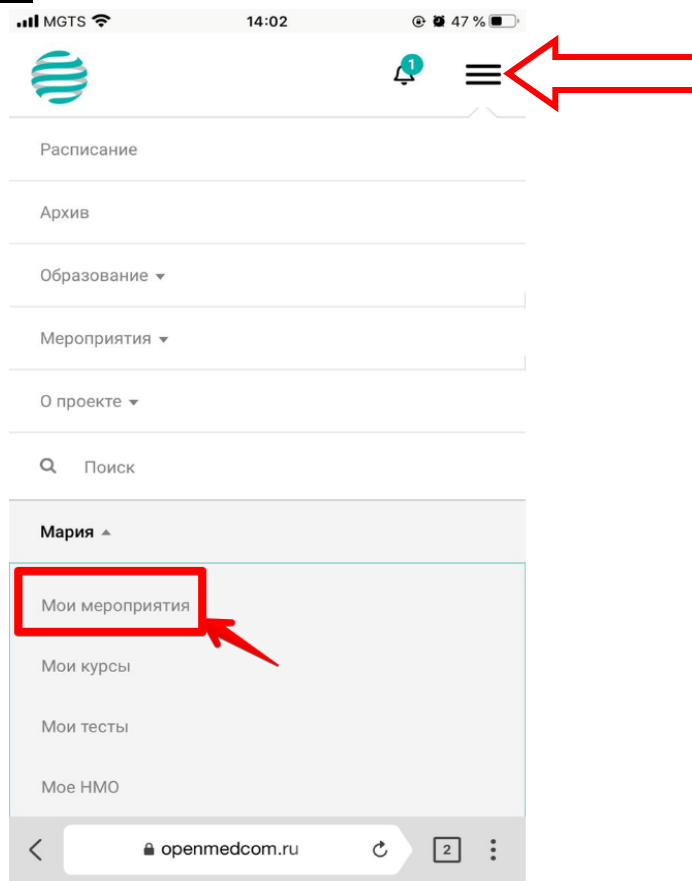 MGTS 14:02 47 %
1
Расписание
Архив
Образование
Мероприятия
О проекте
Поиск
Мария
Мои мероприятия
Мои курсы
Мои тесты
Мое НМО
openmedcom.ru 2